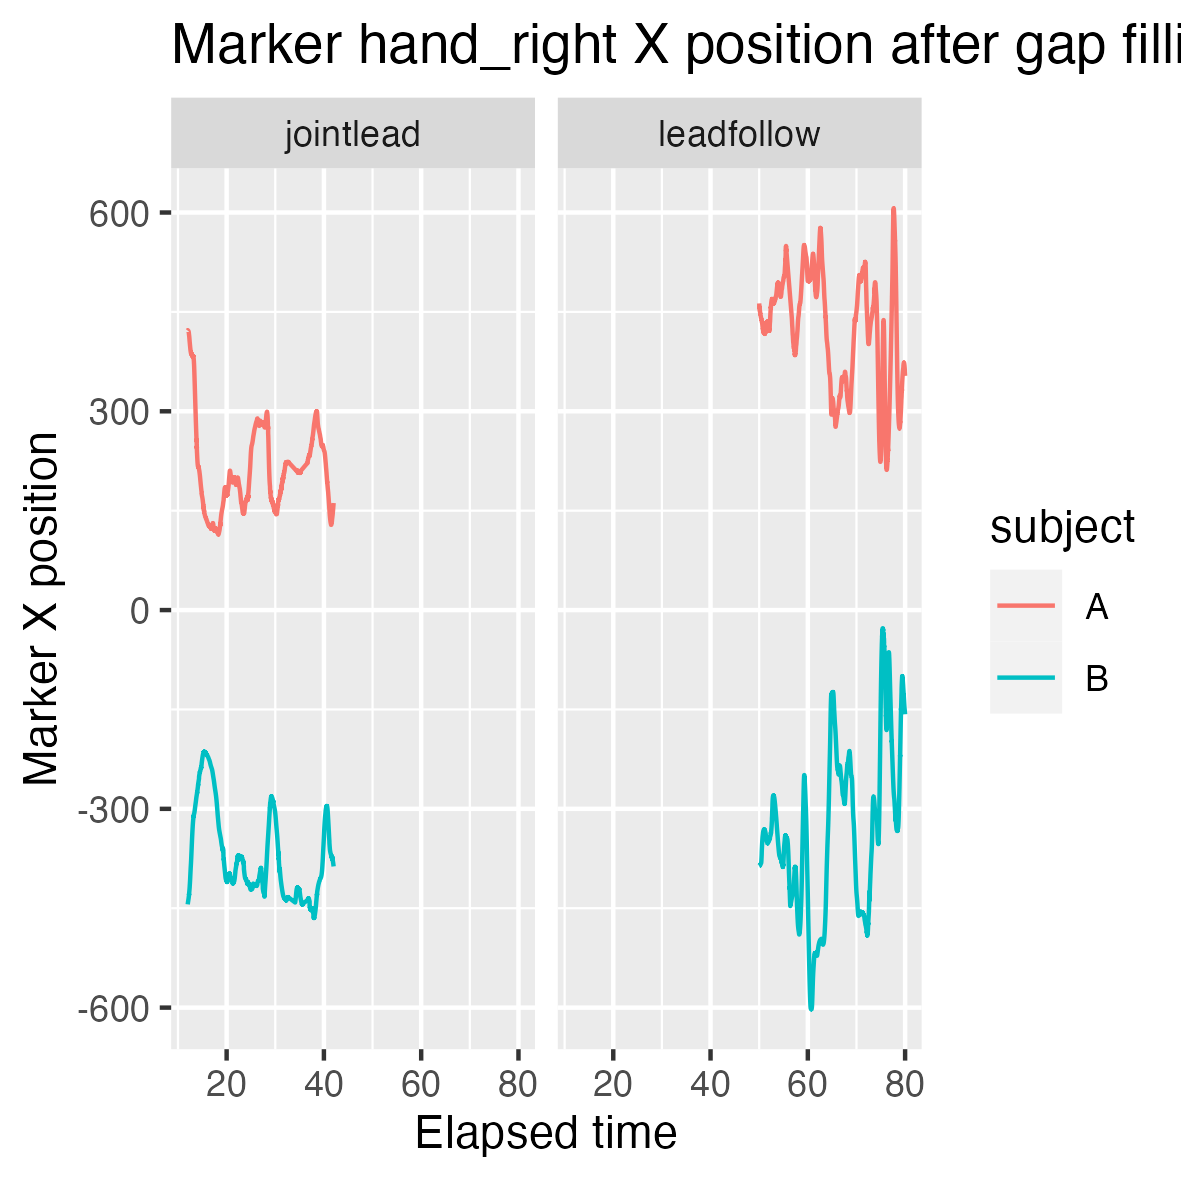 Marker hand_right X position after gap filli
jointlead
leadfollow
600
300
0
-300
-600
Marker X position
20 40 60 80
20 40 60 80
Elapsed time
subject
A
B